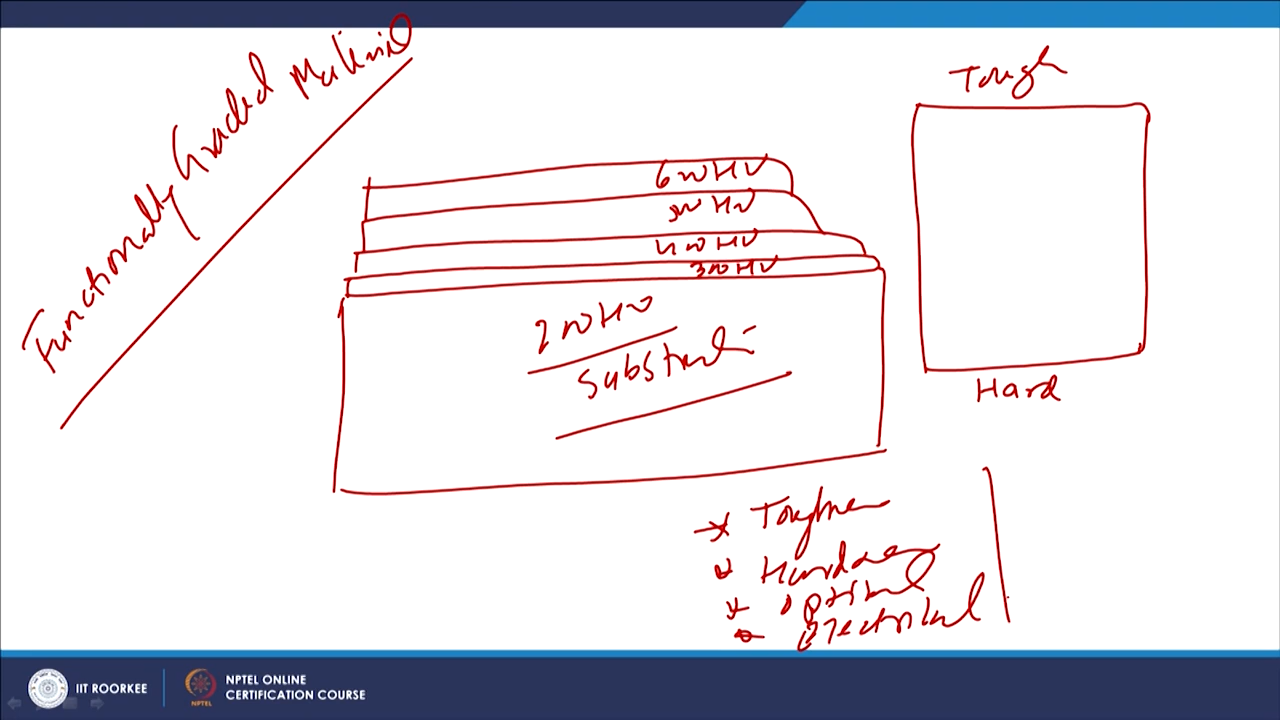 Functionally Graded Material
Tough
600 HV
500 HV
400 HV
300 HV
200 HV
Substrate
Hard
Toughness
Hardness
Optical
Electrical
IIT ROORKEE
NPTEL ONLINE
CERTIFICATION COURSE
NPTEL